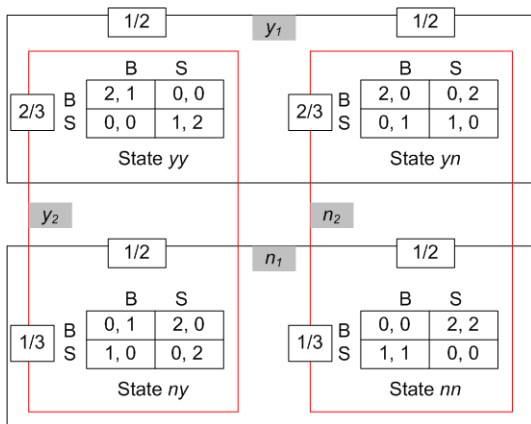 1/2 y₁ 1/2
B S B S
2/3 B 2, 1 0, 0 2/3 B 2, 0 0, 2
S 0, 0 1, 2 S 0, 1 1, 0
State yy State yn
y₂ n₂
1/2 n₁ 1/2
B S B S
1/3 B 0, 1 2, 0 1/3 B 0, 0 2, 2
S 1, 0 0, 2 S 1, 1 0, 0
State ny State nn